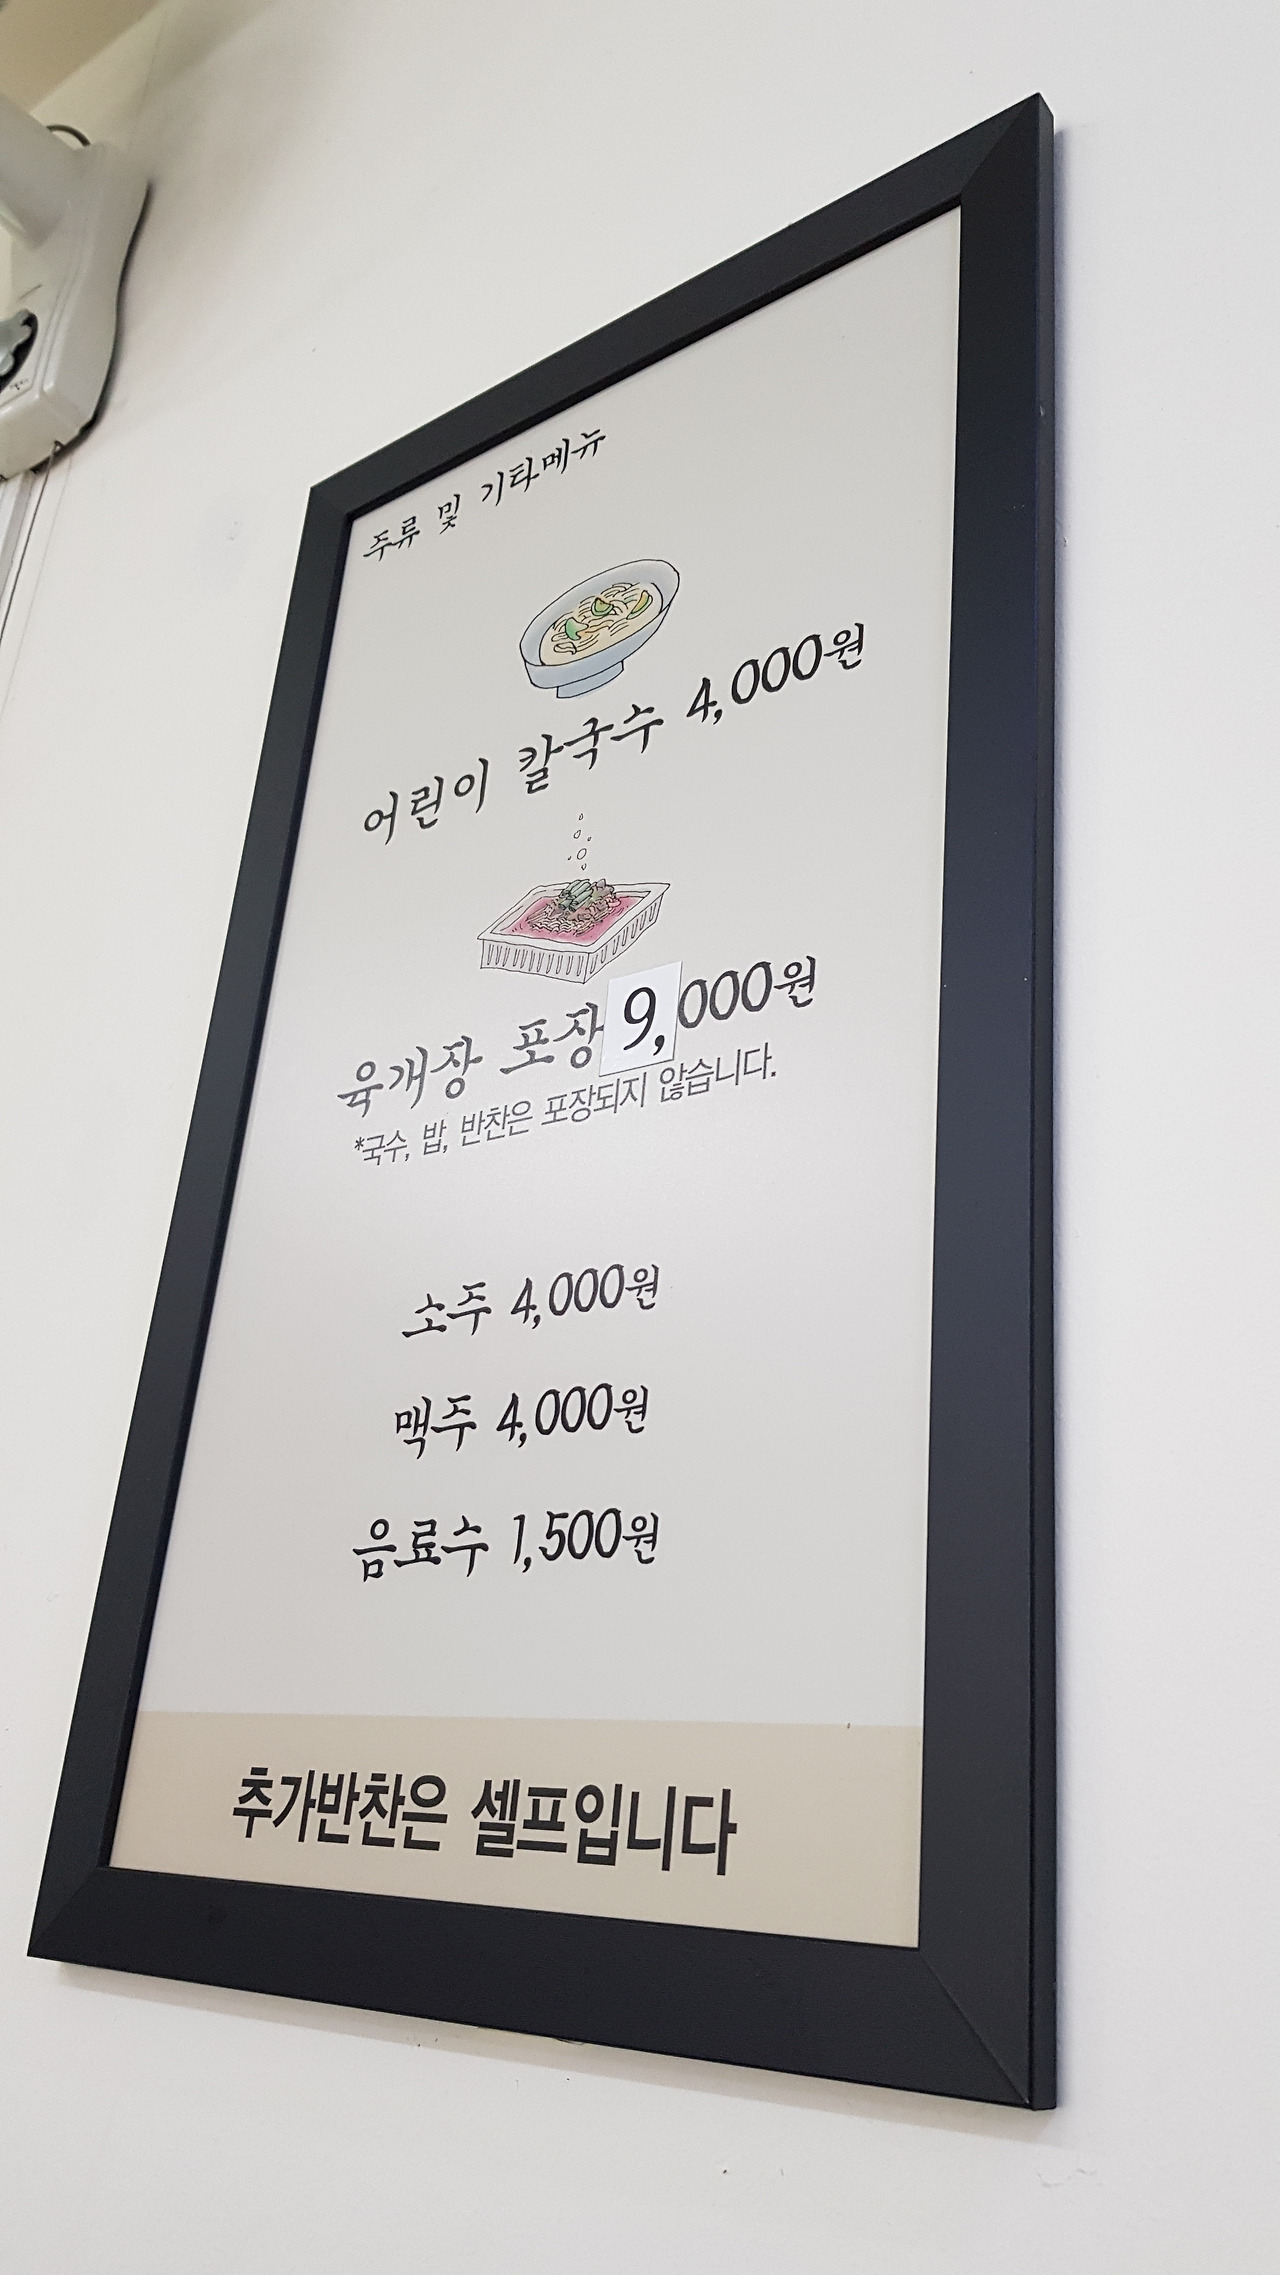 주류 및 기타메뉴
어린이 칼국수 4,000원
육개장 포장 9,000원
*국수, 밥, 반찬은 포장되지 않습니다.
소주 4,000원
맥주 4,000원
음료수 1,500원
추가반찬은 셀프입니다